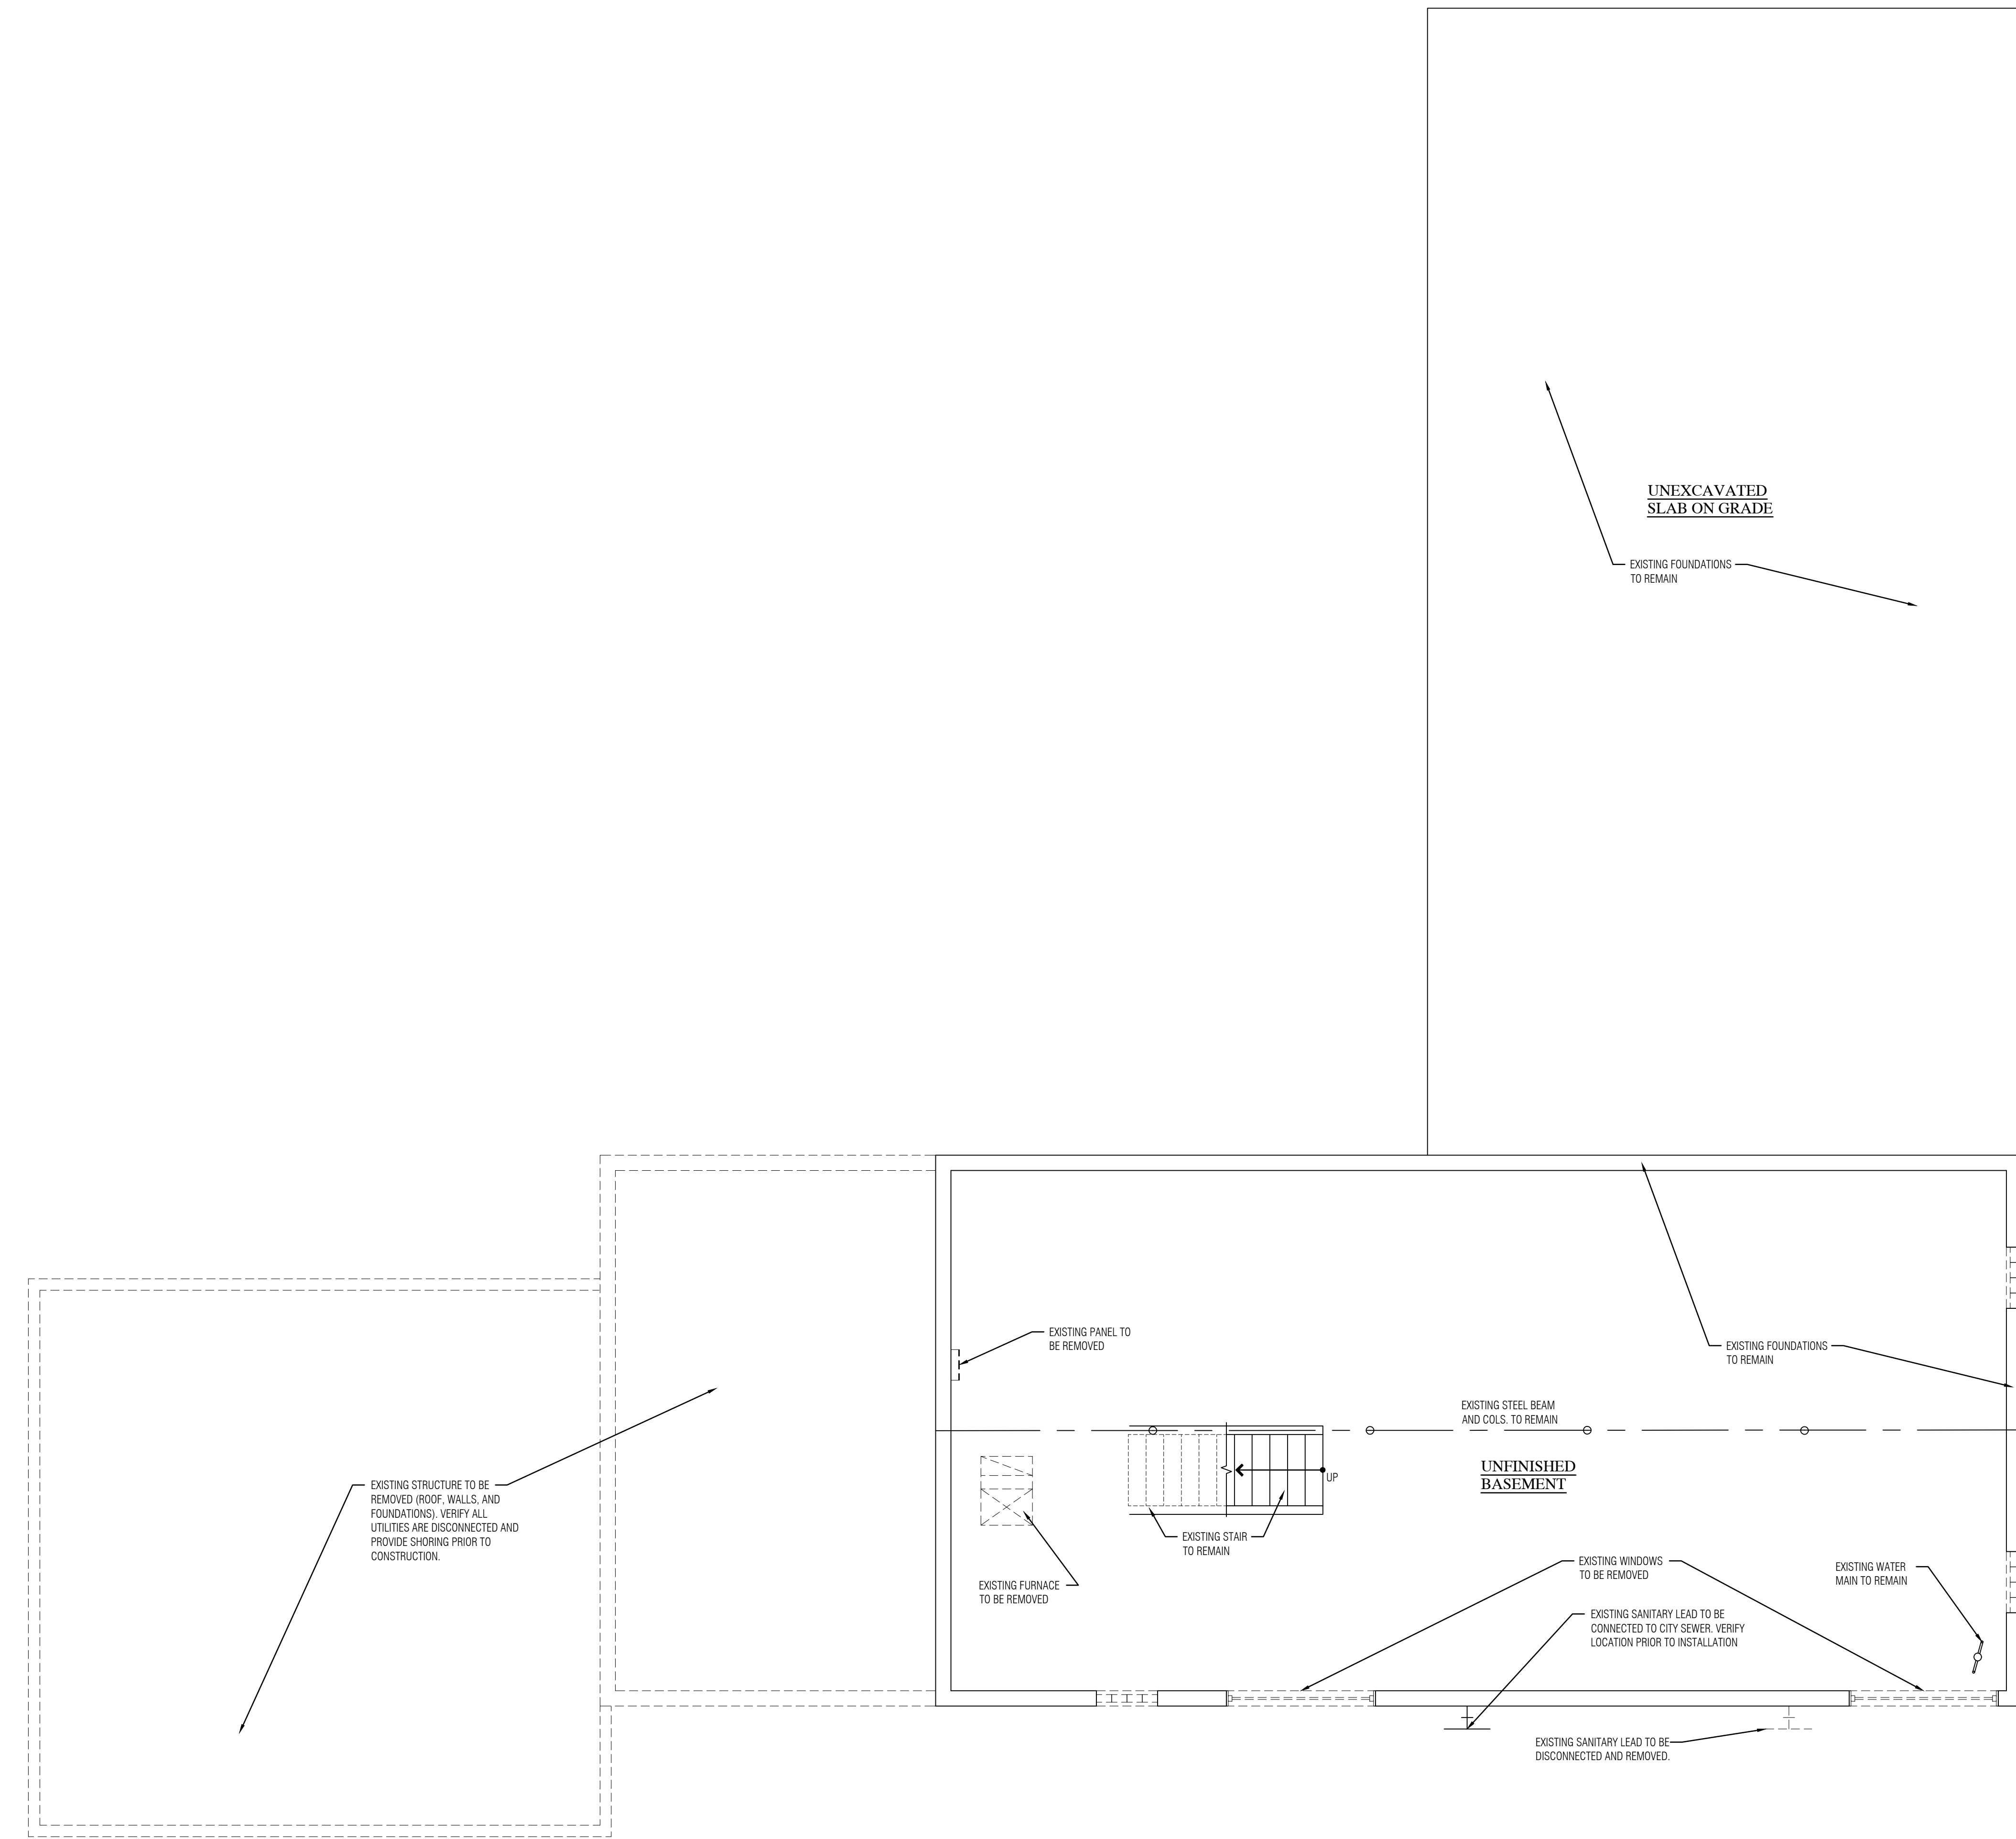 UNEXCAVATED
SLAB ON GRADE
EXISTING FOUNDATIONS
TO REMAIN
EXISTING PANEL TO
BE REMOVED
EXISTING FOUNDATIONS
TO REMAIN
EXISTING STEEL BEAM
AND COLS. TO REMAIN
UNFINISHED
BASEMENT
UP
EXISTING STRUCTURE TO BE
REMOVED (ROOF, WALLS, AND
FOUNDATIONS). VERIFY ALL
UTILITIES ARE DISCONNECTED AND
PROVIDE SHORING PRIOR TO
CONSTRUCTION.
EXISTING STAIR
TO REMAIN
EXISTING WINDOWS
TO BE REMOVED
EXISTING WATER
MAIN TO REMAIN
EXISTING FURNACE
TO BE REMOVED
EXISTING SANITARY LEAD TO BE
CONNECTED TO CITY SEWER. VERIFY
LOCATION PRIOR TO INSTALLATION
EXISTING SANITARY LEAD TO BE
DISCONNECTED AND REMOVED.